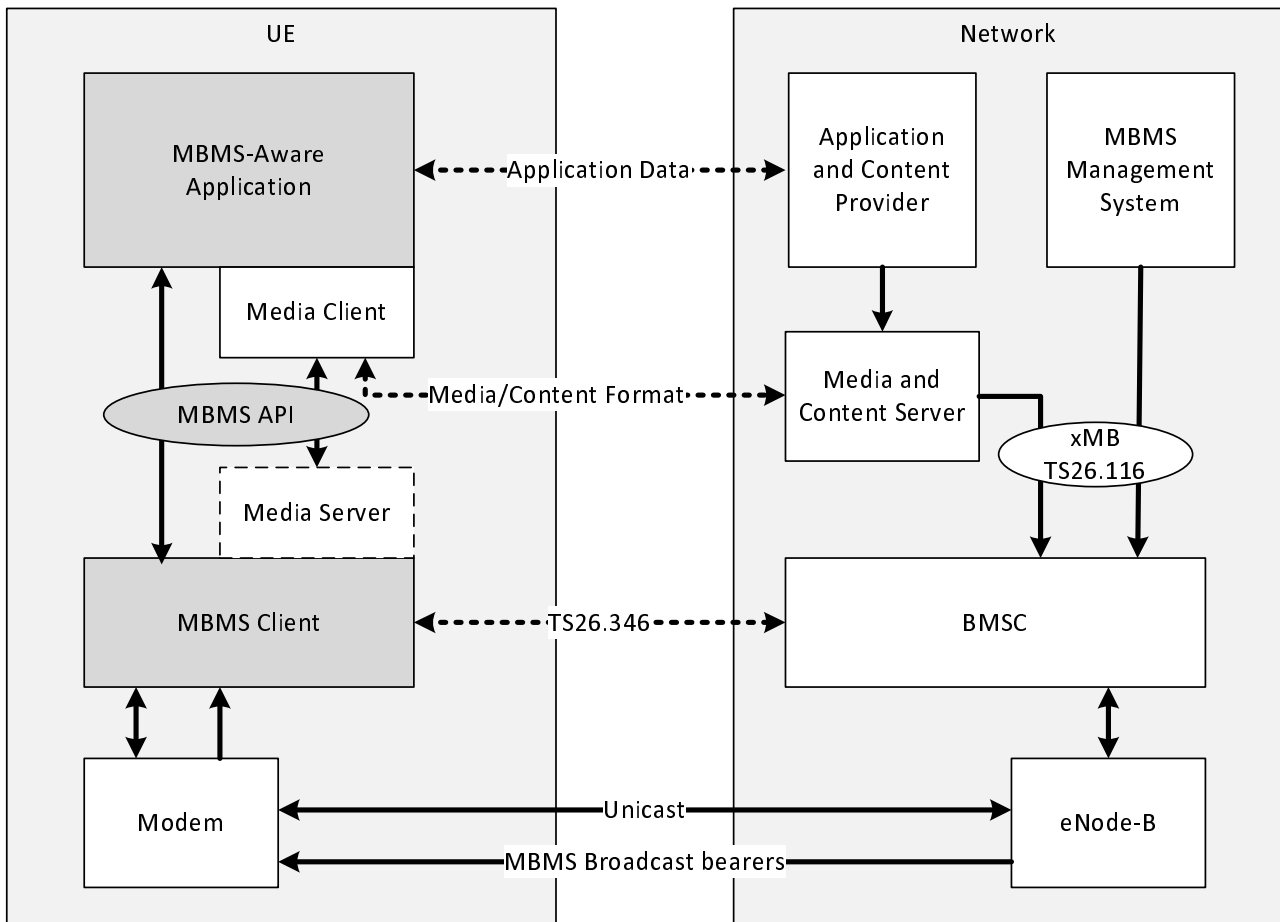 UE
Network
MBMS-Aware
Application
Application Data
Application
and Content
Provider
MBMS
Management
System
Media Client
Media/Content Format
Media and
Content Server
MBMS API
xMB
TS26.116
Media Server
MBMS Client
TS26.346
BMSC
Modem
Unicast
eNode-B
MBMS Broadcast bearers